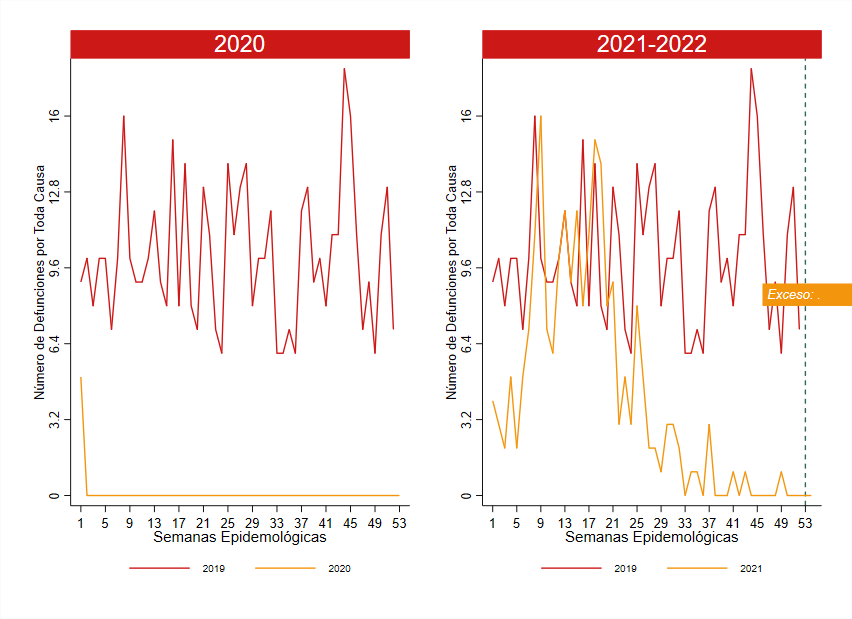 2020
Número de Defunciones por Toda Causa
16
12.8
9.6
6.4
3.2
0
1 5 9 13 17 21 25 29 33 37 41 45 49 53
Semanas Epidemológicas
2019 2020
2021-2022
Número de Defunciones por Toda Causa
16
12.8
9.6
6.4
3.2
0
Exceso: .
1 5 9 13 17 21 25 29 33 37 41 45 49 53
Semanas Epidemológicas
2019 2021